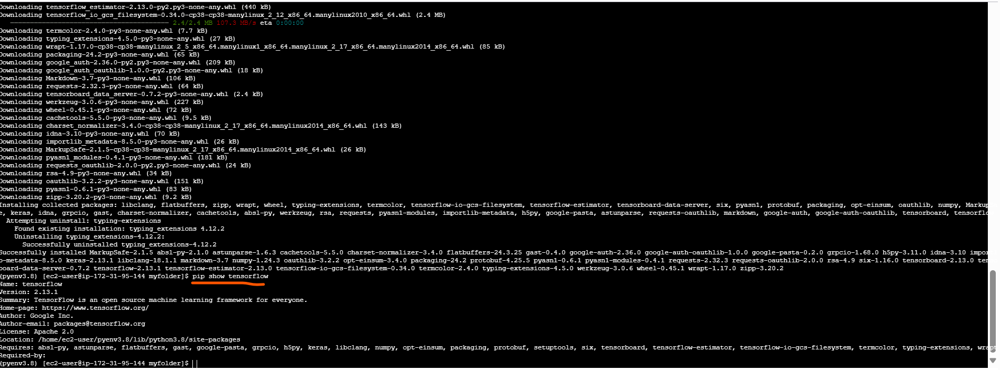 Downloading tensorflow_estimator-2.13.0-py2.py3-none-any.whl (440 kB)
Downloading tensorflow_io_gcs_filesystem-0.34.0-cp38-cp38-manylinux_2_12_x86_64.manylinux2010_x86_64.whl (2.4 MB)
2.4/2.4 MB 107.3 MB/s eta 0:00:00
Downloading termcolor-2.4.0-py3-none-any.whl (7.7 kB)
Downloading typing_extensions-4.5.0-py3-none-any.whl (27 kB)
Downloading wrapt-1.17.0-cp38-cp38-manylinux_2_5_x86_64.manylinux1_x86_64.manylinux_2_17_x86_64.manylinux2014_x86_64.whl (85 kB)
Downloading packaging-24.2-py3-none-any.whl (65 kB)
Downloading google_auth-2.36.0-py2.py3-none-any.whl (209 kB)
Downloading google_auth_oauthlib-1.0.0-py2.py3-none-any.whl (18 kB)
Downloading Markdown-3.7-py3-none-any.whl (106 kB)
Downloading requests-2.32.3-py3-none-any.whl (64 kB)
Downloading tensorboard_data_server-0.7.2-py3-none-any.whl (2.4 kB)
Downloading werkzeug-3.0.6-py3-none-any.whl (227 kB)
Downloading wheel-0.45.1-py3-none-any.whl (72 kB)
Downloading cachetools-5.5.0-py3-none-any.whl (9.5 kB)
Downloading charset_normalizer-3.4.0-cp38-cp38-manylinux_2_17_x86_64.manylinux2014_x86_64.whl (143 kB)
Downloading idna-3.10-py3-none-any.whl (70 kB)
Downloading importlib_metadata-8.5.0-py3-none-any.whl (26 kB)
Downloading MarkupSafe-2.1.5-cp38-cp38-manylinux_2_17_x86_64.manylinux2014_x86_64.whl (26 kB)
Downloading pyasn1_modules-0.4.1-py3-none-any.whl (181 kB)
Downloading requests_oauthlib-2.0.0-py2.py3-none-any.whl (24 kB)
Downloading rsa-4.9-py3-none-any.whl (34 kB)
Downloading oauthlib-3.2.2-py3-none-any.whl (151 kB)
Downloading pyasn1-0.6.1-py3-none-any.whl (83 kB)
Downloading zipp-3.20.2-py3-none-any.whl (9.2 kB)
Installing collected packages: libclang, flatbuffers, zipp, wrapt, wheel, typing-extensions, termcolor, tensorflow-io-gcs-filesystem, tensorflow-estimator, tensorboard-data-server, six, pyasn1, protobuf, packaging, opt-einsum, oauthlib, numpy, Markup
e, keras, idna, grpcio, gast, charset-normalizer, cachetools, absl-py, werkzeug, rsa, requests, pyasn1-modules, importlib-metadata, h5py, google-pasta, astunparse, requests-oauthlib, markdown, google-auth, google-auth-oauthlib, tensorboard, tensorflo
Attempting uninstall: typing-extensions
Found existing installation: typing_extensions 4.12.2
Uninstalling typing_extensions-4.12.2:
Successfully uninstalled typing_extensions-4.12.2
Successfully installed MarkupSafe-2.1.5 absl-py-2.1.0 astunparse-1.6.3 cachetools-5.5.0 charset-normalizer-3.4.0 flatbuffers-24.3.25 gast-0.4.0 google-auth-2.36.0 google-auth-oauthlib-1.0.0 google-pasta-0.2.0 grpcio-1.68.0 h5py-3.11.0 idna-3.10 impor
o-metadata-8.5.0 keras-2.13.1 libclang-18.1.1 markdown-3.7 numpy-1.24.3 oauthlib-3.2.2 opt-einsum-3.4.0 packaging-24.2 protobuf-4.25.5 pyasn1-0.6.1 pyasn1-modules-0.4.1 requests-2.32.3 requests-oauthlib-2.0.0 rsa-4.9 six-1.16.0 tensorboard-2.13.0 ten
board-data-server-0.7.2 tensorflow-2.13.1 tensorflow-estimator-2.13.0 tensorflow-io-gcs-filesystem-0.34.0 termcolor-2.4.0 typing-extensions-4.5.0 werkzeug-3.0.6 wheel-0.45.1 wrapt-1.17.0 zipp-3.20.2
(pyenv3.8) [ec2-user@ip-172-31-95-144 myfolder]$ pip show tensorflow
Name: tensorflow
Version: 2.13.1
Summary: TensorFlow is an open source machine learning framework for everyone.
Home-page: https://www.tensorflow.org/
Author: Google Inc.
Author-email: packages@tensorflow.org
License: Apache 2.0
Location: /home/ec2-user/pyenv3.8/lib/python3.8/site-packages
Requires: absl-py, astunparse, flatbuffers, gast, google-pasta, grpcio, h5py, keras, libclang, numpy, opt-einsum, packaging, protobuf, setuptools, six, tensorboard, tensorflow-estimator, tensorflow-io-gcs-filesystem, termcolor, typing-extensions, wrapt
Required-by:
(pyenv3.8) [ec2-user@ip-172-31-95-144 myfolder]$